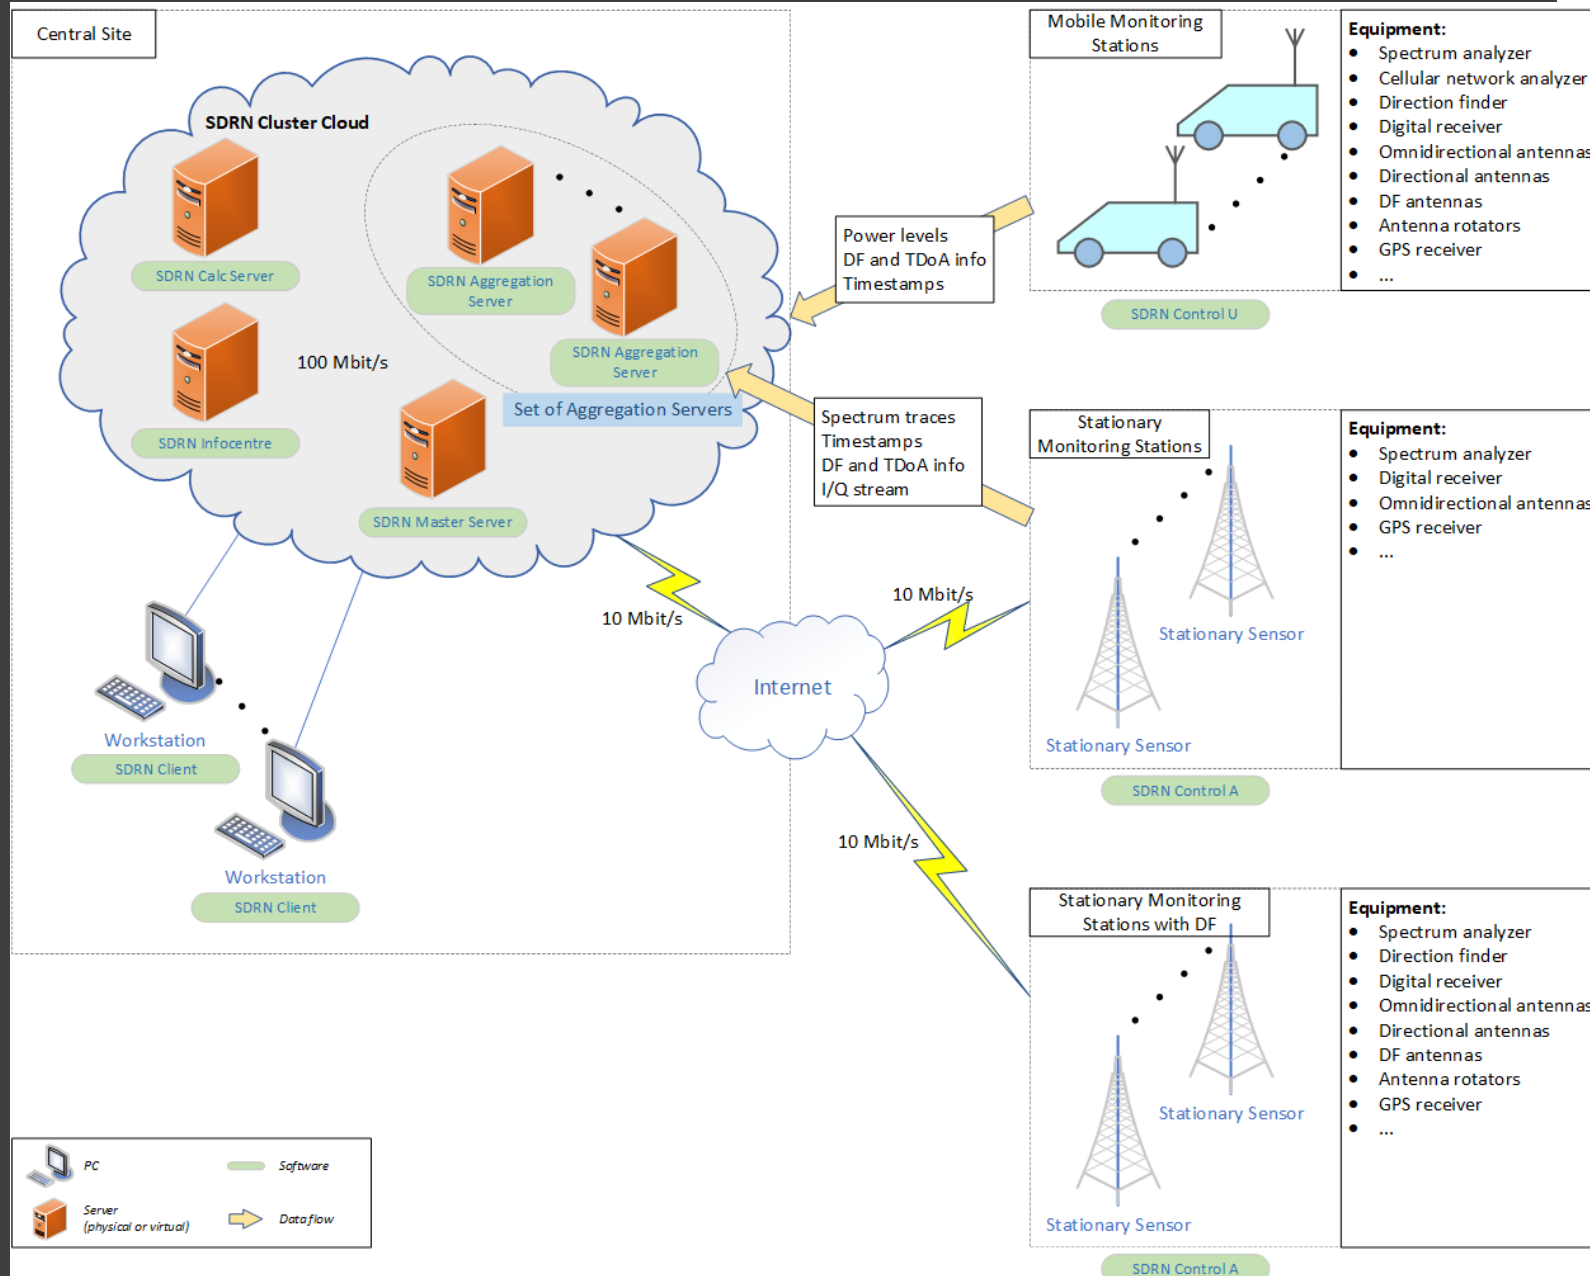 Central Site
SDRN Cluster Cloud
SDRN Calc Server
SDRN Aggregation
Server
SDRN Aggregation
Server
100 Mbit/s
Set of Aggregation Servers
SDRN Infocentre
SDRN Master Server
Workstation
SDRN Client
Workstation
SDRN Client
10 Mbit/s
Internet
10 Mbit/s
10 Mbit/s
Power levels
DF and TDoA info
Timestamps
Spectrum traces
Timestamps
DF and TDoA info
I/Q stream
Mobile Monitoring
Stations
SDRN Control U
Equipment:
• Spectrum analyzer
• Cellular network analyzer
• Direction finder
• Digital receiver
• Omnidirectional antennas
• Directional antennas
• DF antennas
• Antenna rotators
• GPS receiver
• ...
Stationary
Monitoring Stations
Stationary Sensor
Stationary Sensor
SDRN Control A
Equipment:
• Spectrum analyzer
• Digital receiver
• Omnidirectional antennas
• GPS receiver
• ...
Stationary Monitoring
Stations with DF
Stationary Sensor
Stationary Sensor
SDRN Control A
Equipment:
• Spectrum analyzer
• Direction finder
• Digital receiver
• Omnidirectional antennas
• Directional antennas
• DF antennas
• Antenna rotators
• GPS receiver
• ...
PC
Software
Server
(physical or virtual)
Data flow